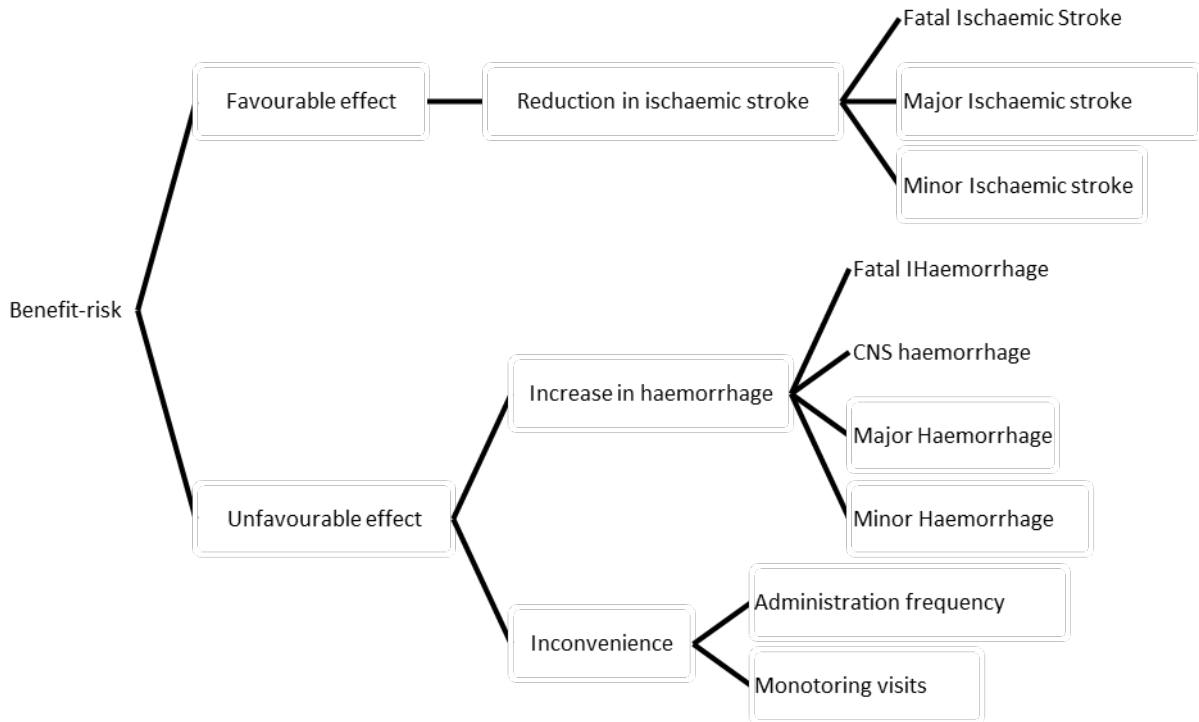 Fatal Ischaemic Stroke
Favourable effect
Reduction in ischaemic stroke
Major Ischaemic stroke
Minor Ischaemic stroke
Fatal IHaemorrhage
Benefit-risk
CNS haemorrhage
Increase in haemorrhage
Major Haemorrhage
Unfavourable effect
Minor Haemorrhage
Administration frequency
Inconvenience
Monotoring visits